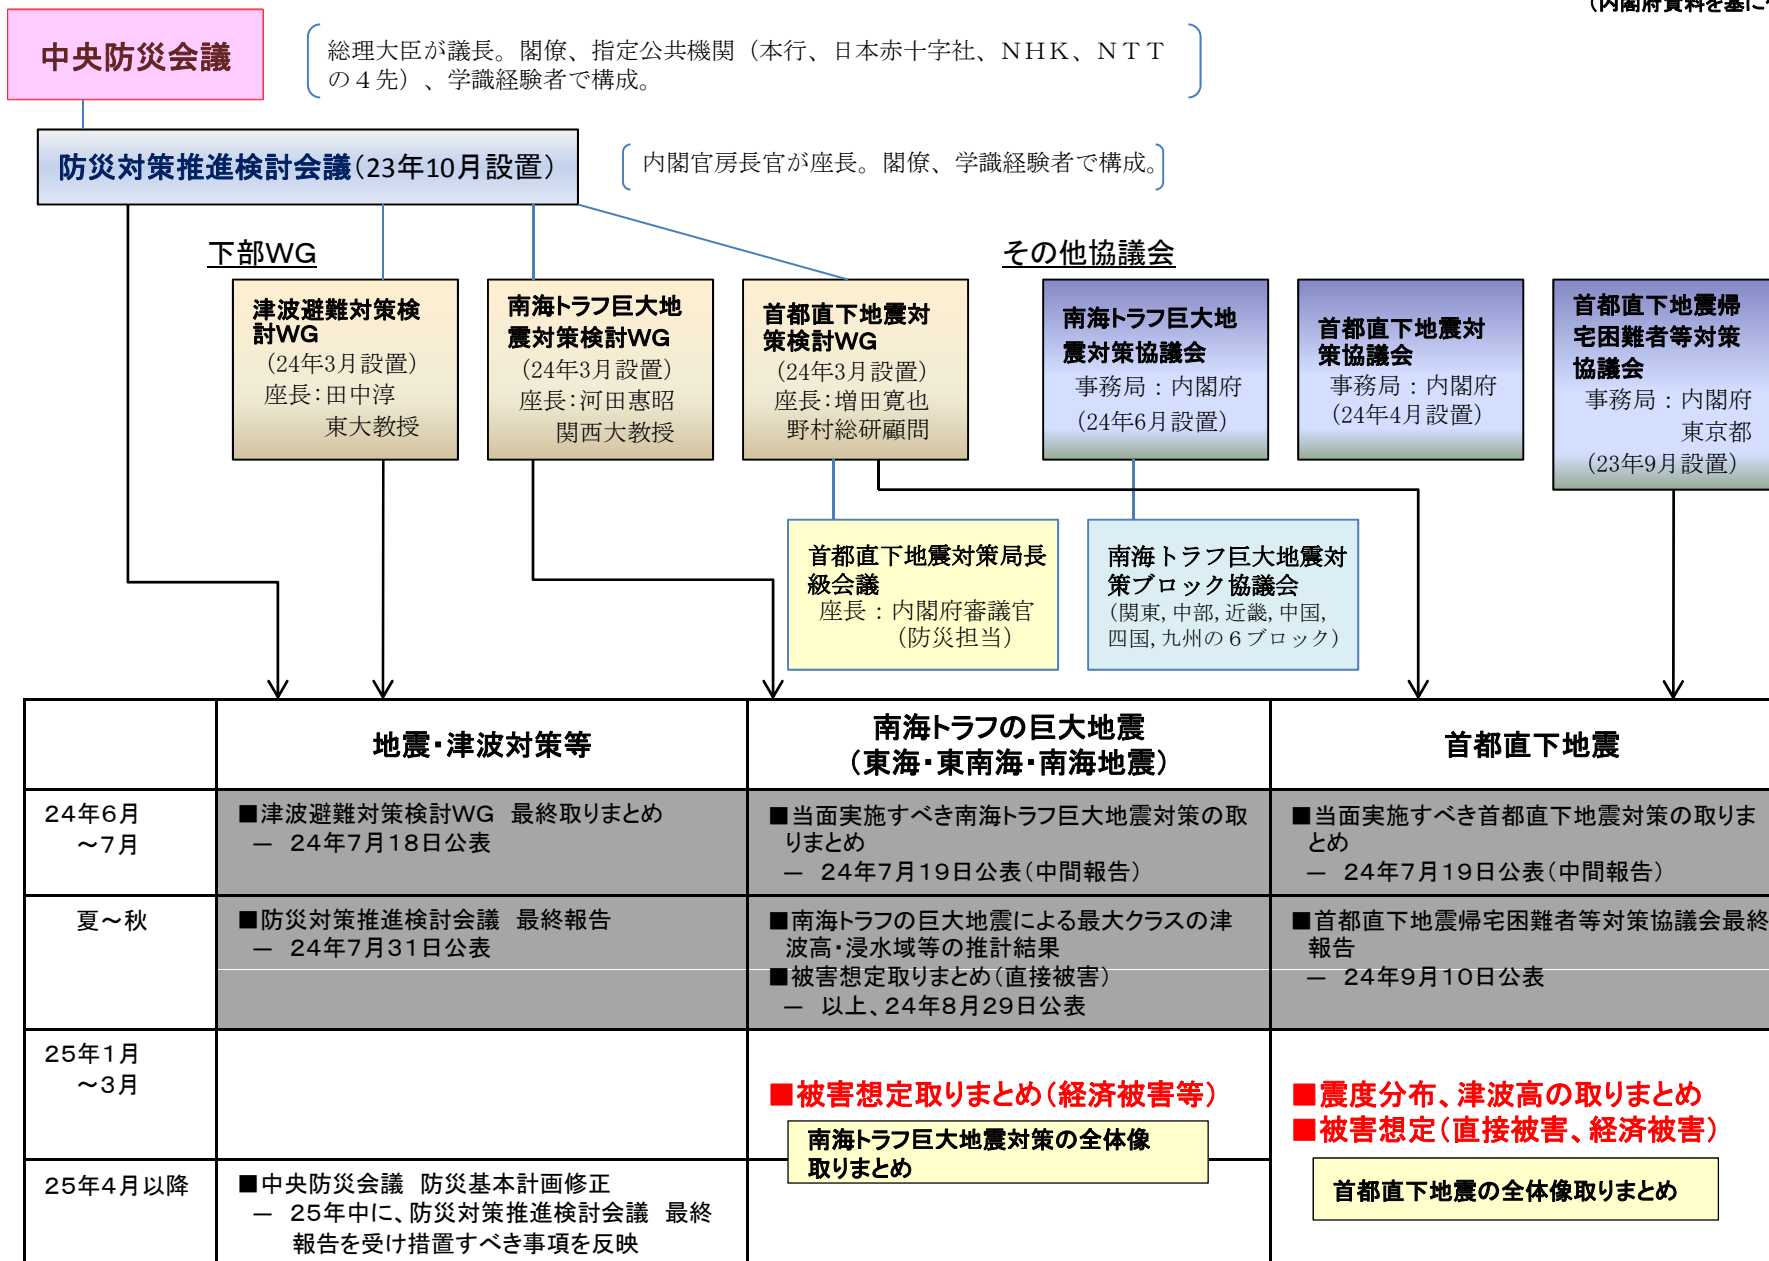 （内閣府資料を基に
中央防災会議
総理大臣が議長。閣僚、指定公共機関（本行、日本赤十字社、ＮＨＫ、ＮＴＴ
の４先）、学識経験者で構成。
防災対策推進検討会議（23年10月設置）
内閣官房長官が座長。閣僚、学識経験者で構成。
下部WG
その他協議会
津波避難対策検
討WG
（24年3月設置）
座長：田中淳
東大教授
南海トラフ巨大地
震対策検討WG
（24年3月設置）
座長：河田惠昭
関西大教授
首都直下地震対
策検討WG
（24年3月設置）
座長：増田寛也
野村総研顧問
南海トラフ巨大地
震対策協議会
事務局：内閣府
（24年6月設置）
首都直下地震対
策協議会
事務局：内閣府
（24年4月設置）
首都直下地震帰
宅困難者等対策
協議会
事務局：内閣府
東京都
（23年9月設置）
首都直下地震対策局長
級会議
座長：内閣府審議官
（防災担当）
南海トラフ巨大地震対
策ブロック協議会
（関東,中部,近畿,中国,
四国,九州の６ブロック）
地震・津波対策等
南海トラフの巨大地震
（東海・東南海・南海地震）
首都直下地震
24年6月
～7月
■津波避難対策検討WG　最終取りまとめ
－　24年7月18日公表
■当面実施すべき南海トラフ巨大地震対策の取
りまとめ
－　24年7月19日公表（中間報告）
■当面実施すべき首都直下地震対策の取りま
とめ
－　24年7月19日公表（中間報告）
夏～秋
■防災対策推進検討会議　最終報告
－　24年7月31日公表
■南海トラフの巨大地震による最大クラスの津
波高・浸水域等の推計結果
■被害想定取りまとめ（直接被害）
－　以上、24年8月29日公表
■首都直下地震帰宅困難者等対策協議会最終
報告
－　24年9月10日公表
25年1月
～3月
■被害想定取りまとめ（経済被害等）
南海トラフ巨大地震対策の全体像
取りまとめ
■震度分布、津波高の取りまとめ
■被害想定（直接被害、経済被害）
首都直下地震の全体像取りまとめ
25年4月以降
■中央防災会議　防災基本計画修正
－　25年中に、防災対策推進検討会議　最終
報告を受け措置すべき事項を反映